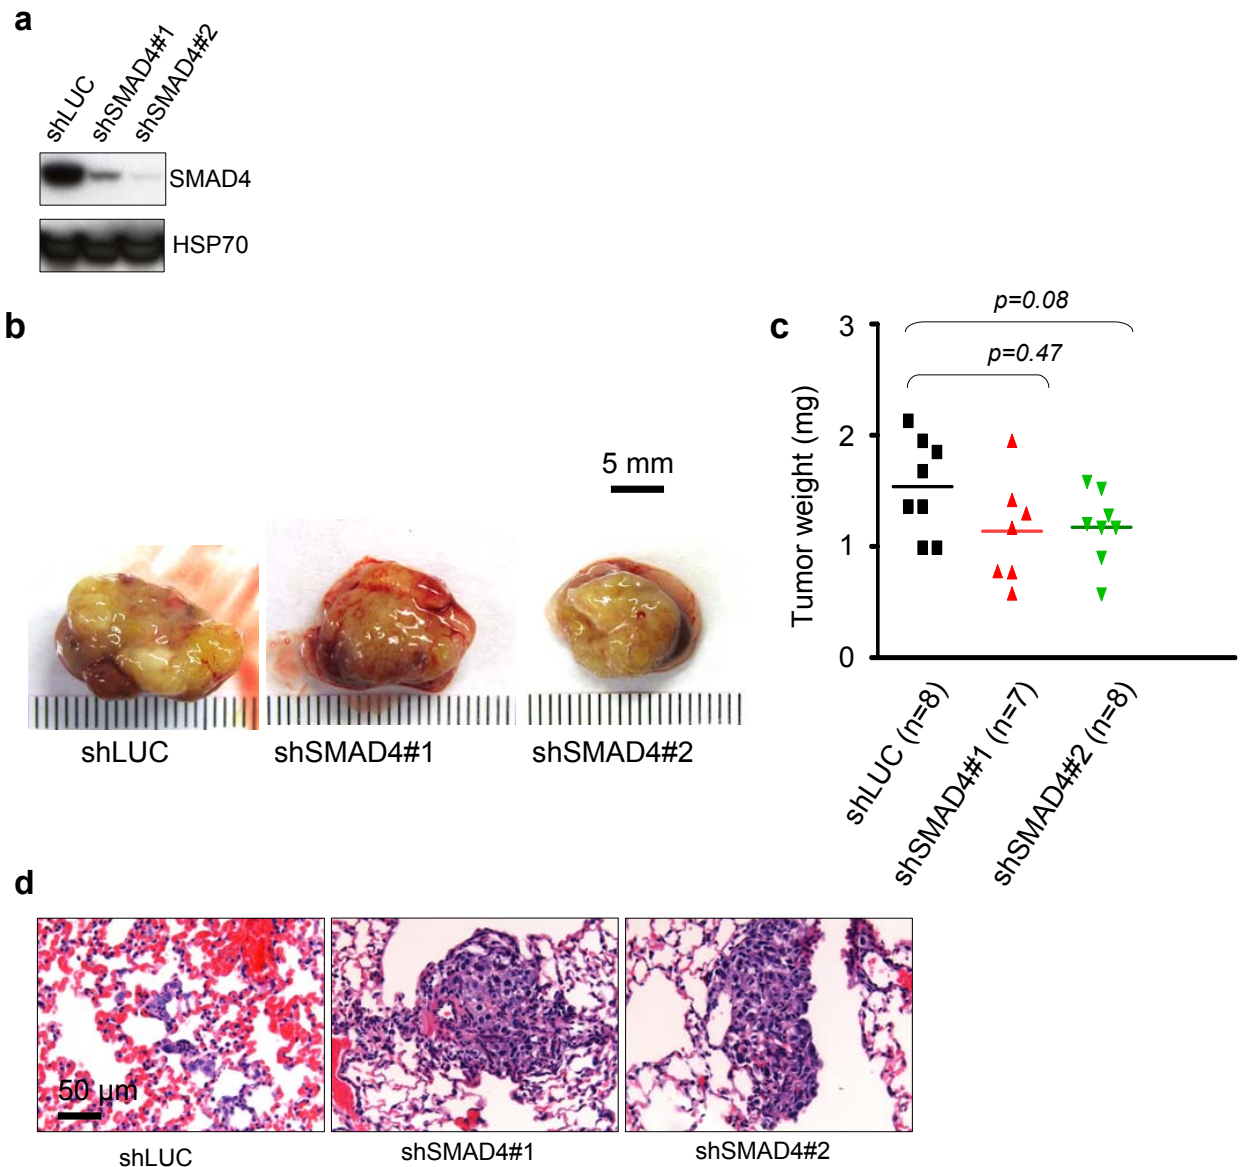 a
shLUC
shSMAD4#1
shSMAD4#2
SMAD4
HSP70
b
5 mm
shLUC
shSMAD4#1
shSMAD4#2
c
p=0.08
p=0.47
Tumor weight (mg)
3
2
1
0
shLUC (n=8)
shSMAD4#1 (n=7)
shSMAD4#2 (n=8)
d
50 µm
shLUC
shSMAD4#1
shSMAD4#2